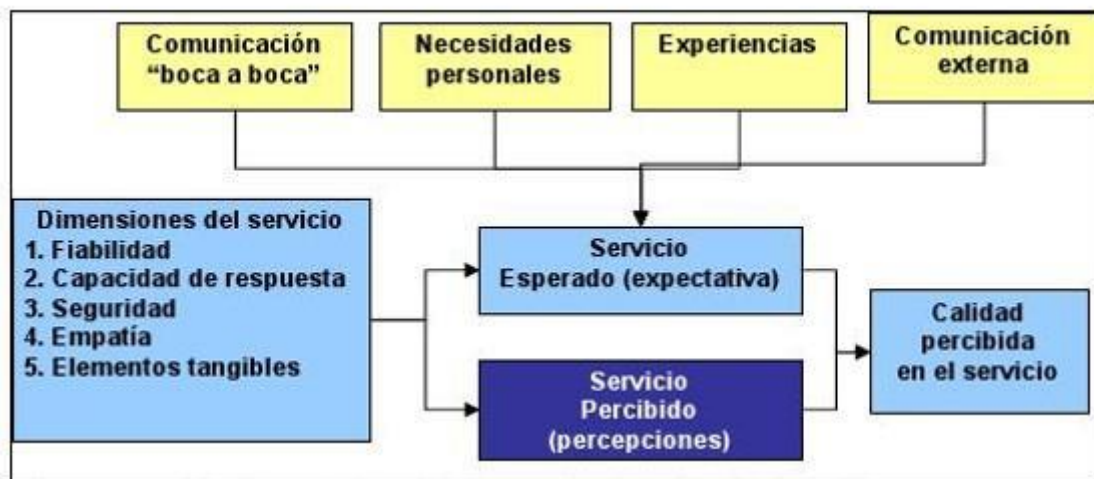 Comunicación
“boca a boca”
Necesidades
personales
Experiencias
Comunicación
externa
Dimensiones del servicio
1. Fiabilidad
2. Capacidad de respuesta
3. Seguridad
4. Empatía
5. Elementos tangibles
Servicio
Esperado (expectativa)
Servicio
Percibido
(percepciones)
Calidad
percibida
en el servicio